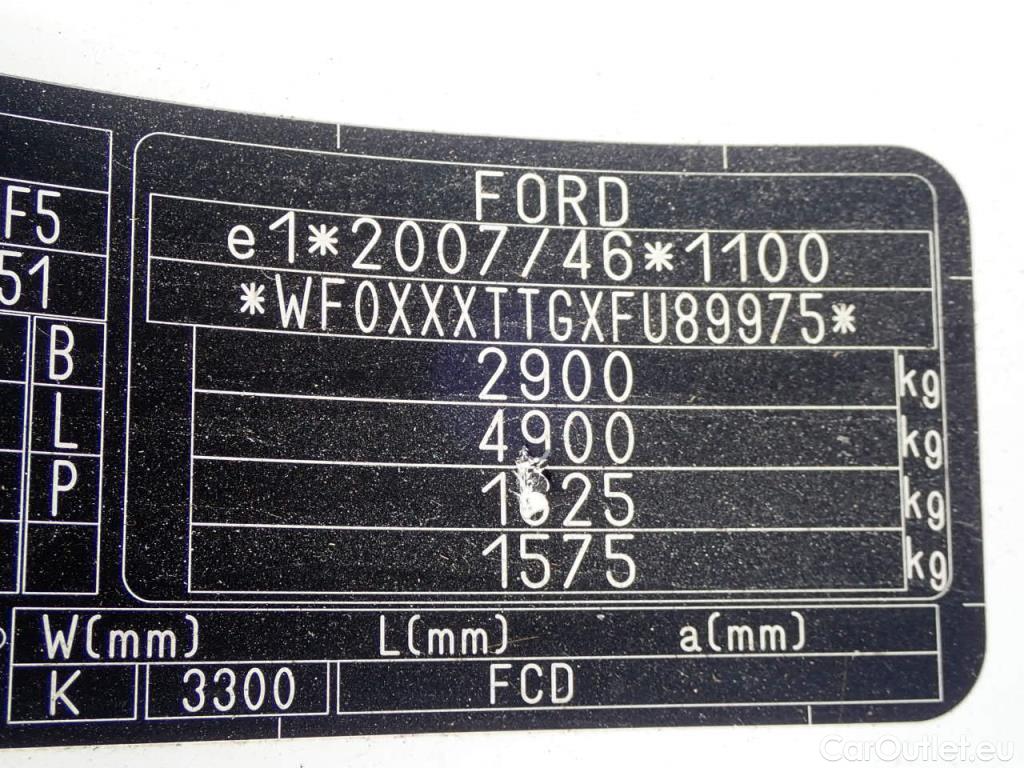 FORD
e1*2007/46*1100
*WF0XXXTTGXFU89975*
2900 kg
4900 kg
kg
1575 kg
F5
51
B
L
P
W(mm) L(mm) a(mm)
K 3300 FCD
CarOutlet.eu